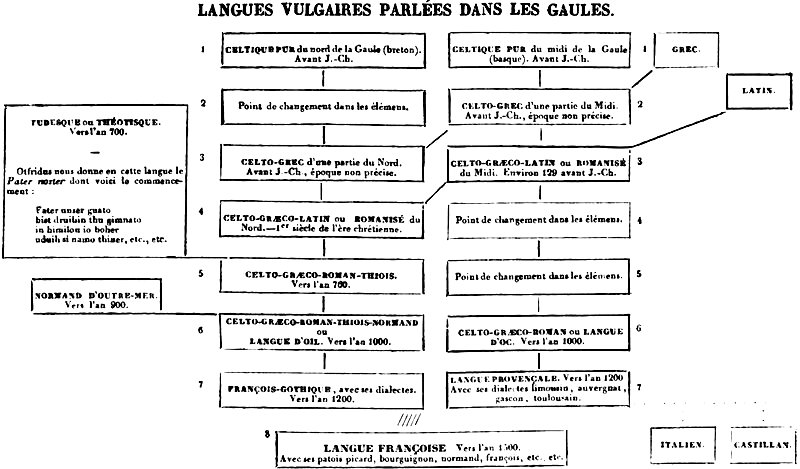 LANGUES VULGAIRES PARLÉES DANS LES GAULES.
1
CELTIQUE PUR du nord de la Gaule (breton).
Avant J.-Ch.
CELTIQUE PUR du midi de la Gaule
(basque). Avant J.-Ch.
1
GREC.
LATIN.
2
Point de changement dans les élémens.
CELTO-GREC d'une partie du Midi.
Avant J.-Ch., époque non précise.
2
TUDESQUE ou THÉOTISQUE.
Vers l'an 700.
—
Otfridus nous donne en cette langue le
Pater noster dont voici la commence-
ment :
Fater unser guato
bist druihin thu gimnato
in himilon io boher
uduih si namo thiner, etc., etc.
3
CELTO-GREC d'une partie du Nord.
Avant J.-Ch., époque non précise.
CELTO-GRÆCO-LATIN ou ROMANISÉ
du Midi. Environ 129 avant J.-Ch.
3
4
CELTO-GRÆCO-LATIN ou ROMANISÉ du
Nord.—1er siècle de l'ère chrétienne.
Point de changement dans les élémens.
4
5
CELTO-GRÆCO-ROMAN-THIOIS.
Vers l'an 760.
Point de changement dans les élémens.
5
NORMAND D'OUTRE-MER.
Vers l'an 900.
6
CELTO-GRÆCO-ROMAN-THIOIS-NORMAND
ou
LANGUE D'OIL. Vers l'an 1000.
CELTO-GRÆCO-ROMAN ou LANGUE
D'OC. Vers l'an 1000.
6
7
FRANÇOIS-GOTHIQUE, avec ses dialectes.
Vers l'an 1200.
LANGUE PROVENÇALE. Vers l'an 1200
Avec ses dialectes limousin, auvergnat,
gascon, toulousain.
7
8
LANGUE FRANÇOISE Vers l'an 1500.
Avec ses patois picard, bourguignon, normand, françois, etc., etc.
ITALIEN.
CASTILLAN.